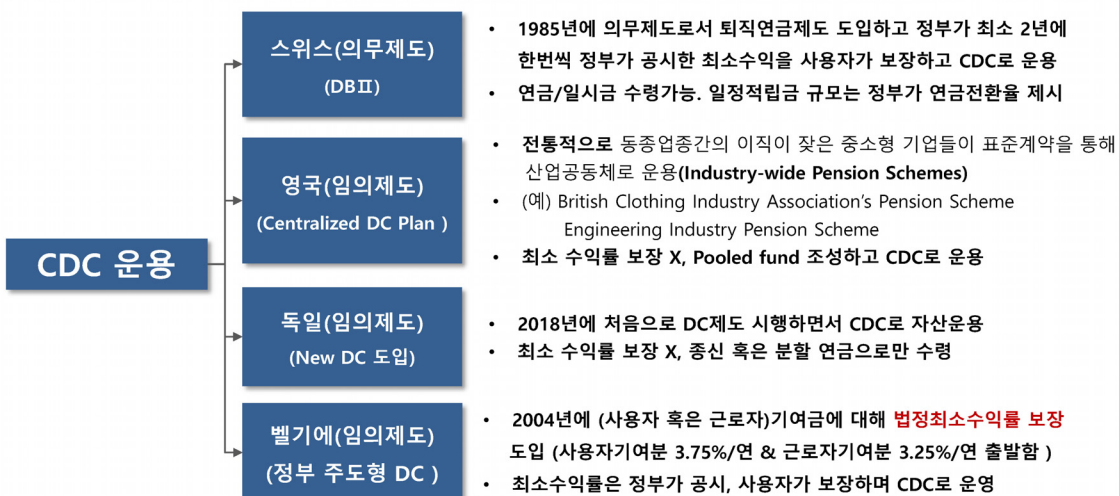 CDC 운용
스위스(의무제도)
(DBⅡ)
• 1985년에 의무제도로서 퇴직연금제도 도입하고 정부가 최소 2년에
한번씩 정부가 공시한 최소수익을 사용자가 보장하고 CDC로 운용
• 연금/일시금 수령가능. 일정적립금 규모는 정부가 연금전환율 제시
영국(임의제도)
(Centralized DC Plan )
• 전통적으로 동종업종간의 이직이 잦은 중소형 기업들이 표준계약을 통해
산업공동체로 운용(Industry-wide Pension Schemes)
• (예) British Clothing Industry Association's Pension Scheme
Engineering Industry Pension Scheme
• 최소 수익률 보장 X, Pooled fund 조성하고 CDC로 운용
독일(임의제도)
(New DC 도입)
• 2018년에 처음으로 DC제도 시행하면서 CDC로 자산운용
• 최소 수익률 보장 X, 종신 혹은 분할 연금으로만 수령
벨기에(임의제도)
(정부 주도형 DC )
• 2004년에 (사용자 혹은 근로자)기여금에 대해 법정최소수익률 보장
도입 (사용자기여분 3.75%/연 & 근로자기여분 3.25%/연 출발함 )
• 최소수익률은 정부가 공시, 사용자가 보장하며 CDC로 운영